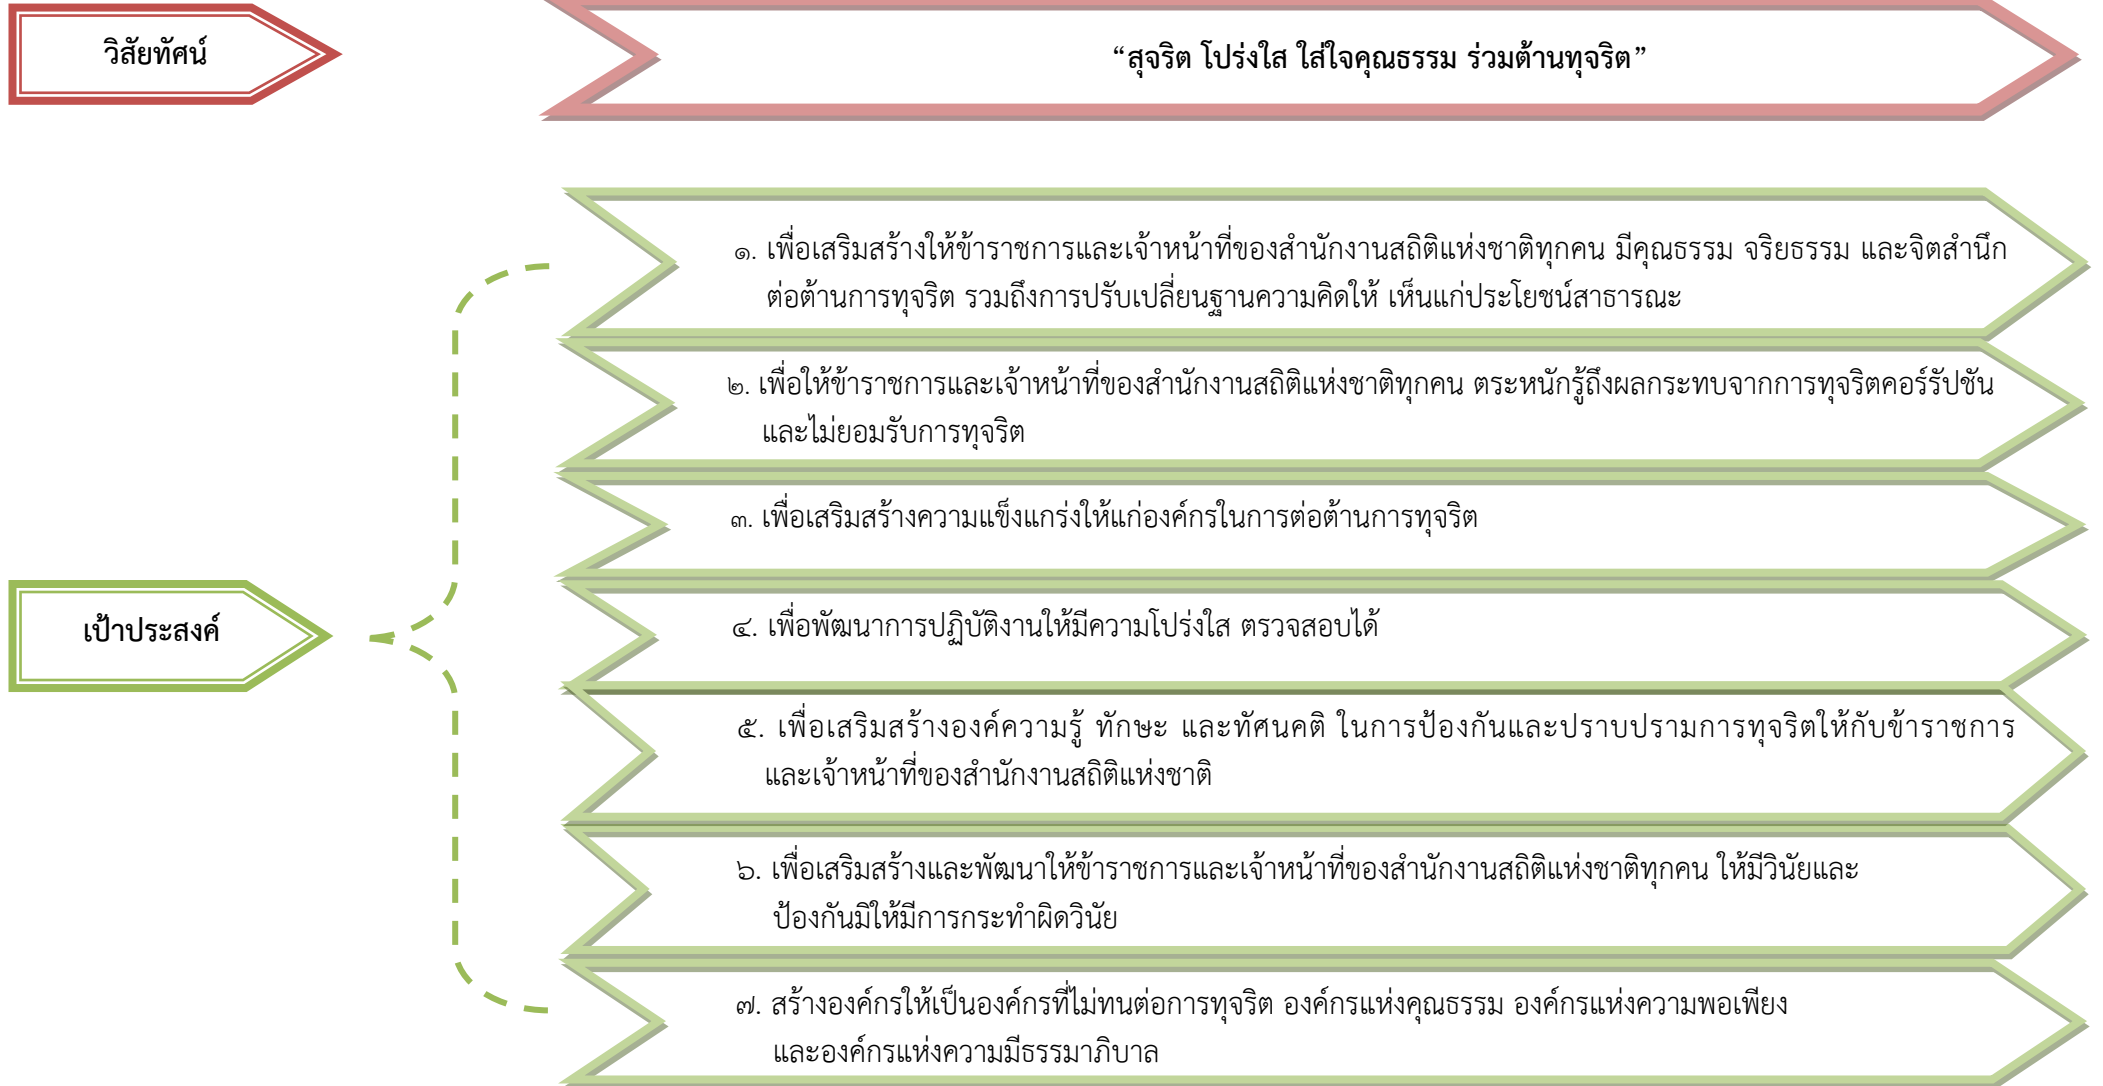 วิสัยทัศน์
“สุจริต โปร่งใส ใส่ใจคุณธรรม ร่วมต้านทุจริต”
๑. เพื่อเสริมสร้างให้ข้าราชการและเจ้าหน้าที่ของสำนักงานสถิติแห่งชาติทุกคน มีคุณธรรม จริยธรรม และจิตสำนึก
ต่อต้านการทุจริต รวมถึงการปรับเปลี่ยนฐานความคิดให้ เห็นแก่ประโยชน์สาธารณะ
๒. เพื่อให้ข้าราชการและเจ้าหน้าที่ของสำนักงานสถิติแห่งชาติทุกคน ตระหนักรู้ถึงผลกระทบจากการทุจริตคอร์รัปชัน
และไม่ยอมรับการทุจริต
๓. เพื่อเสริมสร้างความแข็งแกร่งให้แก่องค์กรในการต่อต้านการทุจริต
เป้าประสงค์
๔. เพื่อพัฒนาการปฏิบัติงานให้มีความโปร่งใส ตรวจสอบได้
๕. เพื่อเสริมสร้างองค์ความรู้ ทักษะ และทัศนคติ ในการป้องกันและปราบปรามการทุจริตให้กับข้าราชการ
และเจ้าหน้าที่ของสำนักงานสถิติแห่งชาติ
๖. เพื่อเสริมสร้างและพัฒนาให้ข้าราชการและเจ้าหน้าที่ของสำนักงานสถิติแห่งชาติทุกคน ให้มีวินัยและ
ป้องกันมิให้มีการกระทำผิดวินัย
๗. สร้างองค์กรให้เป็นองค์กรที่ไม่ทนต่อการทุจริต องค์กรแห่งคุณธรรม องค์กรแห่งความพอเพียง
และองค์กรแห่งความมีธรรมาภิบาล